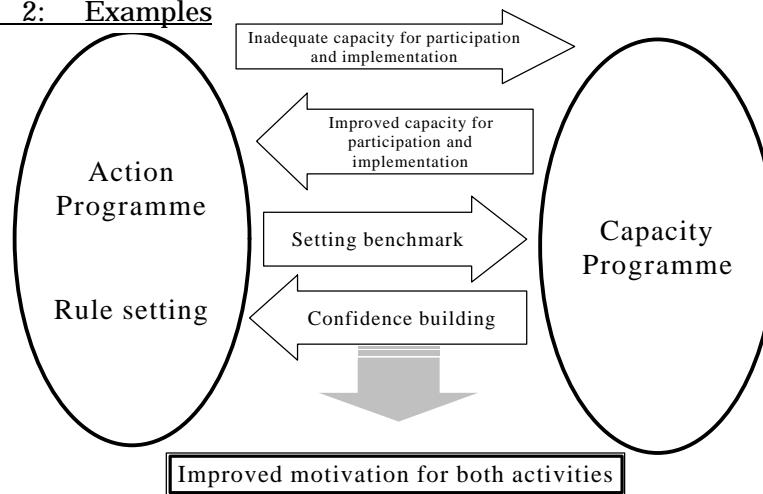 2: Examples
Inadequate capacity for participation
and implementation
Improved capacity for
participation and
implementation
Action
Programme
Rule setting
Setting benchmark
Confidence building
Capacity
Programme
Improved motivation for both activities